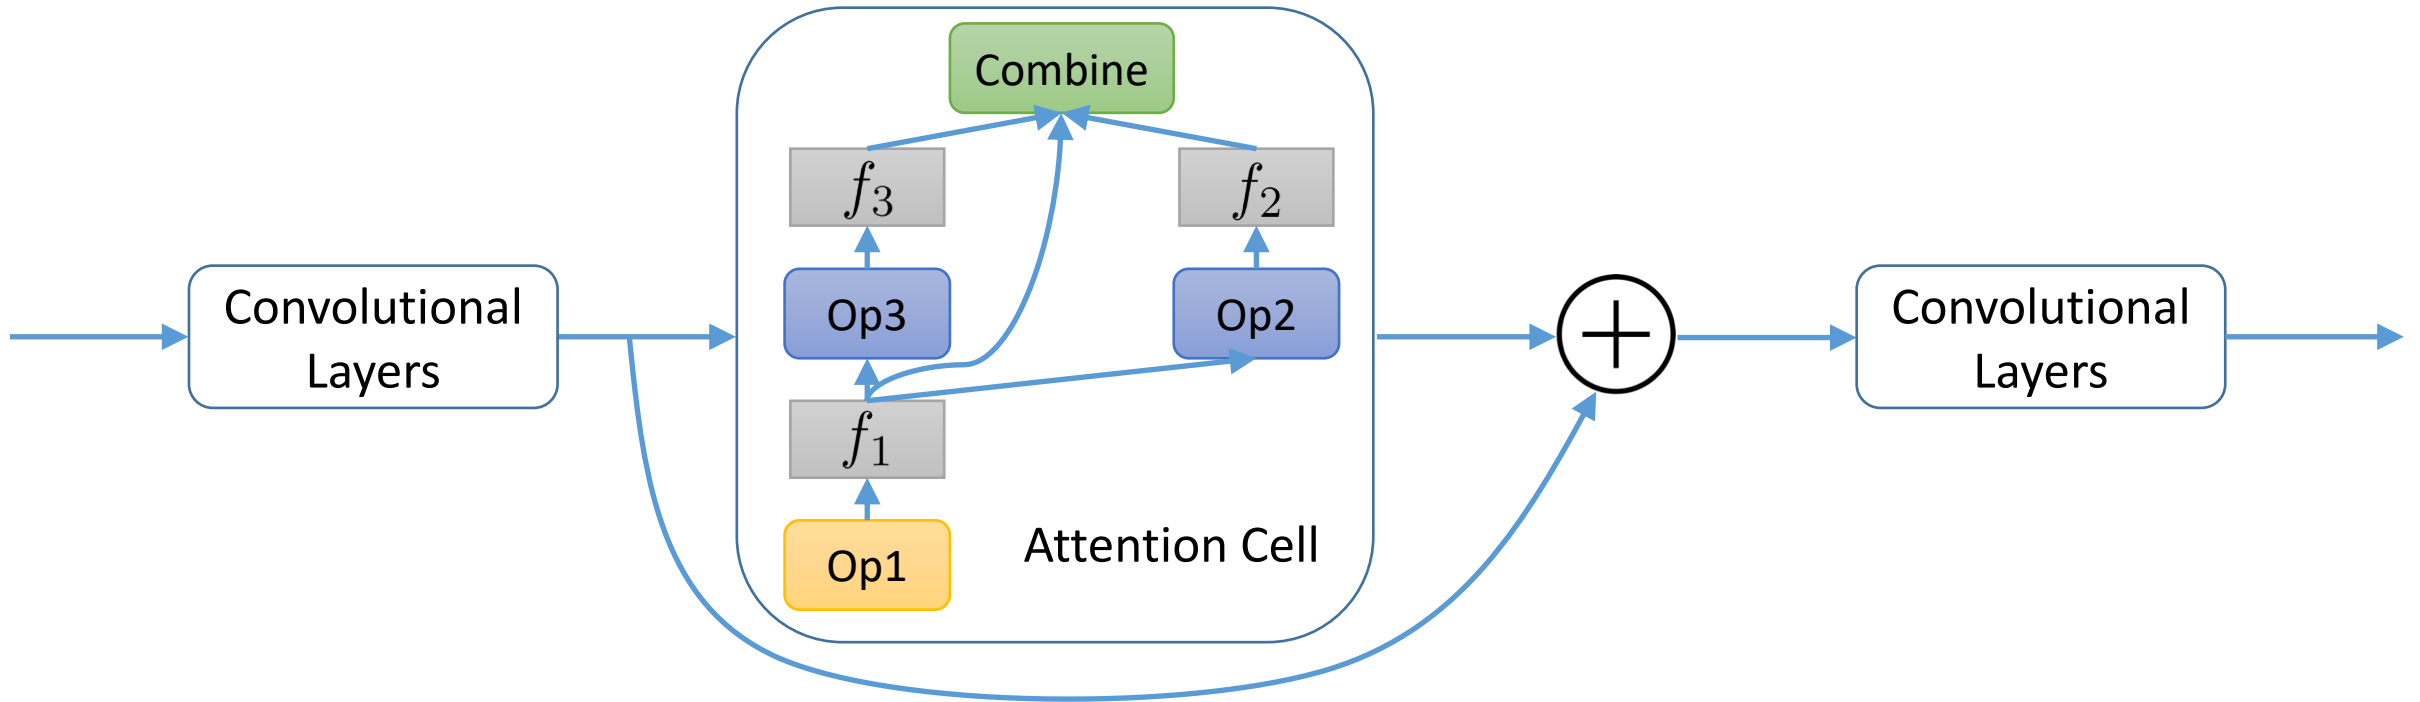 Combine
f3
f2
Convolutional
Layers
Op3
Op2
Convolutional
Layers
f1
Attention Cell
Op1